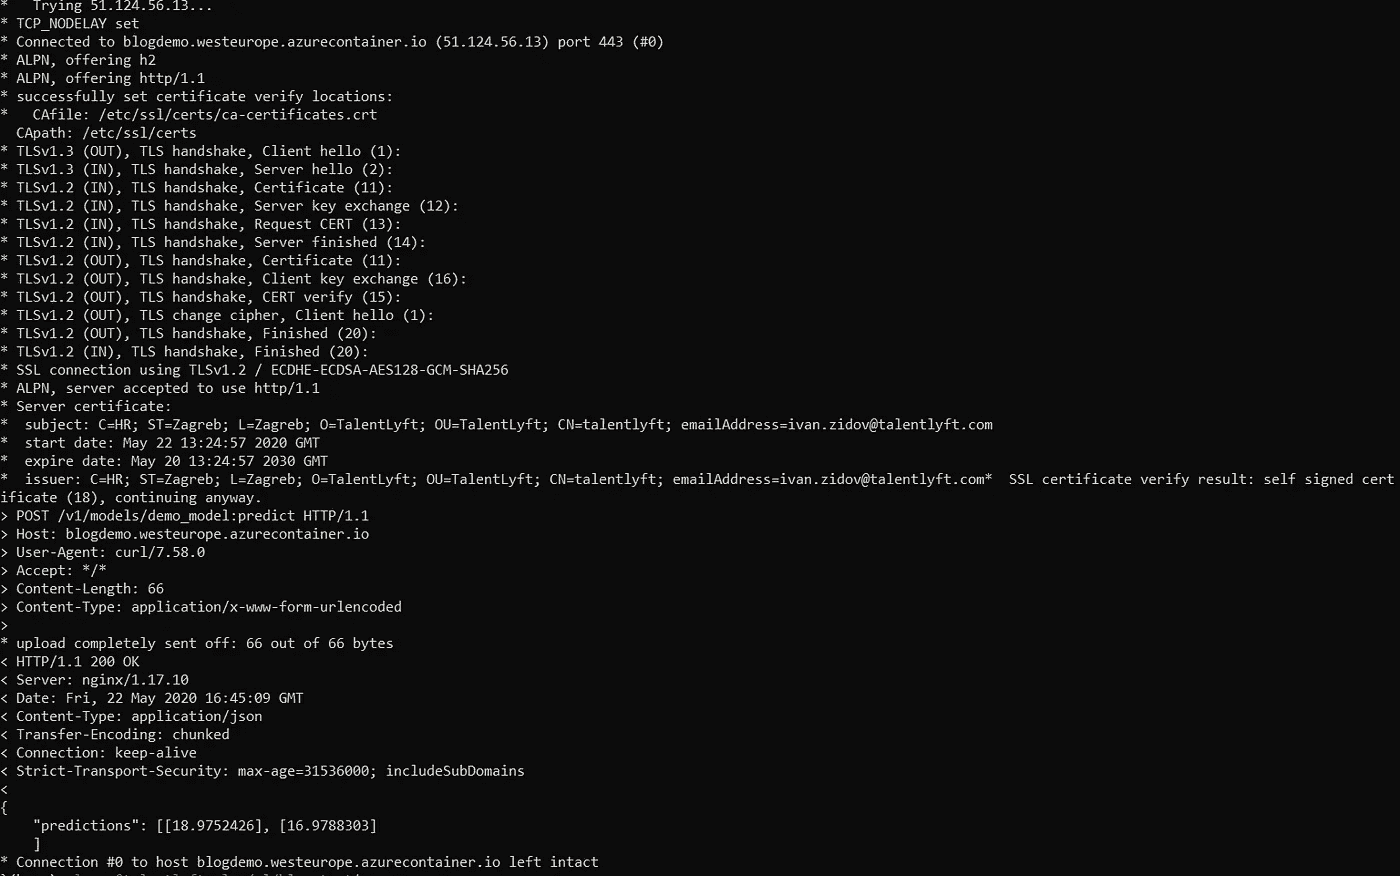 *   Trying 51.124.56.13...
* TCP_NODELAY set
* Connected to blogdemo.westeurope.azurecontainer.io (51.124.56.13) port 443 (#0)
* ALPN, offering h2
* ALPN, offering http/1.1
* successfully set certificate verify locations:
*   CAfile: /etc/ssl/certs/ca-certificates.crt
  CApath: /etc/ssl/certs
* TLSv1.3 (OUT), TLS handshake, Client hello (1):
* TLSv1.3 (IN), TLS handshake, Server hello (2):
* TLSv1.2 (IN), TLS handshake, Certificate (11):
* TLSv1.2 (IN), TLS handshake, Server key exchange (12):
* TLSv1.2 (IN), TLS handshake, Request CERT (13):
* TLSv1.2 (IN), TLS handshake, Server finished (14):
* TLSv1.2 (OUT), TLS handshake, Certificate (11):
* TLSv1.2 (OUT), TLS handshake, Client key exchange (16):
* TLSv1.2 (OUT), TLS handshake, CERT verify (15):
* TLSv1.2 (OUT), TLS change cipher, Client hello (1):
* TLSv1.2 (OUT), TLS handshake, Finished (20):
* TLSv1.2 (IN), TLS handshake, Finished (20):
* SSL connection using TLSv1.2 / ECDHE-ECDSA-AES128-GCM-SHA256
* ALPN, server accepted to use http/1.1
* Server certificate:
*  subject: C=HR; ST=Zagreb; L=Zagreb; O=TalentLyft; OU=TalentLyft; CN=talentlyft; emailAddress=ivan.zidov@talentlyft.com
*  start date: May 22 13:24:57 2020 GMT
*  expire date: May 20 13:24:57 2030 GMT
*  issuer: C=HR; ST=Zagreb; L=Zagreb; O=TalentLyft; OU=TalentLyft; CN=talentlyft; emailAddress=ivan.zidov@talentlyft.com*  SSL certificate verify result: self signed cert
ificate (18), continuing anyway.
> POST /v1/models/demo_model:predict HTTP/1.1
> Host: blogdemo.westeurope.azurecontainer.io
> User-Agent: curl/7.58.0
> Accept: */*
> Content-Length: 66
> Content-Type: application/x-www-form-urlencoded
>
* upload completely sent off: 66 out of 66 bytes
< HTTP/1.1 200 OK
< Server: nginx/1.17.10
< Date: Fri, 22 May 2020 16:45:09 GMT
< Content-Type: application/json
< Transfer-Encoding: chunked
< Connection: keep-alive
< Strict-Transport-Security: max-age=31536000; includeSubDomains
<
{
    "predictions": [[18.9752426], [16.9788303]
    ]
* Connection #0 to host blogdemo.westeurope.azurecontainer.io left intact